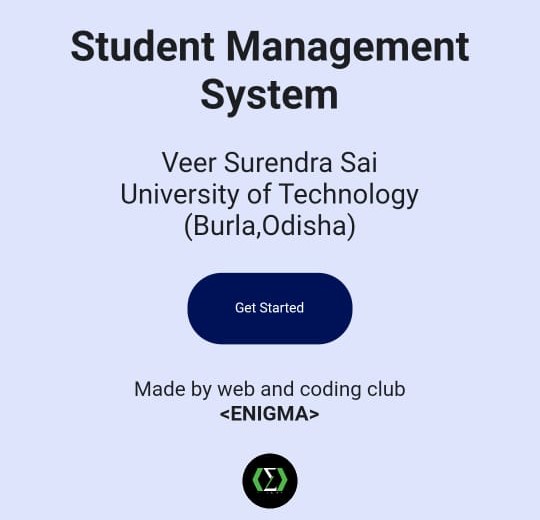 Student Management
System
Veer Surendra Sai
University of Technology
(Burla,Odisha)
Get Started
Made by web and coding club
<ENIGMA>